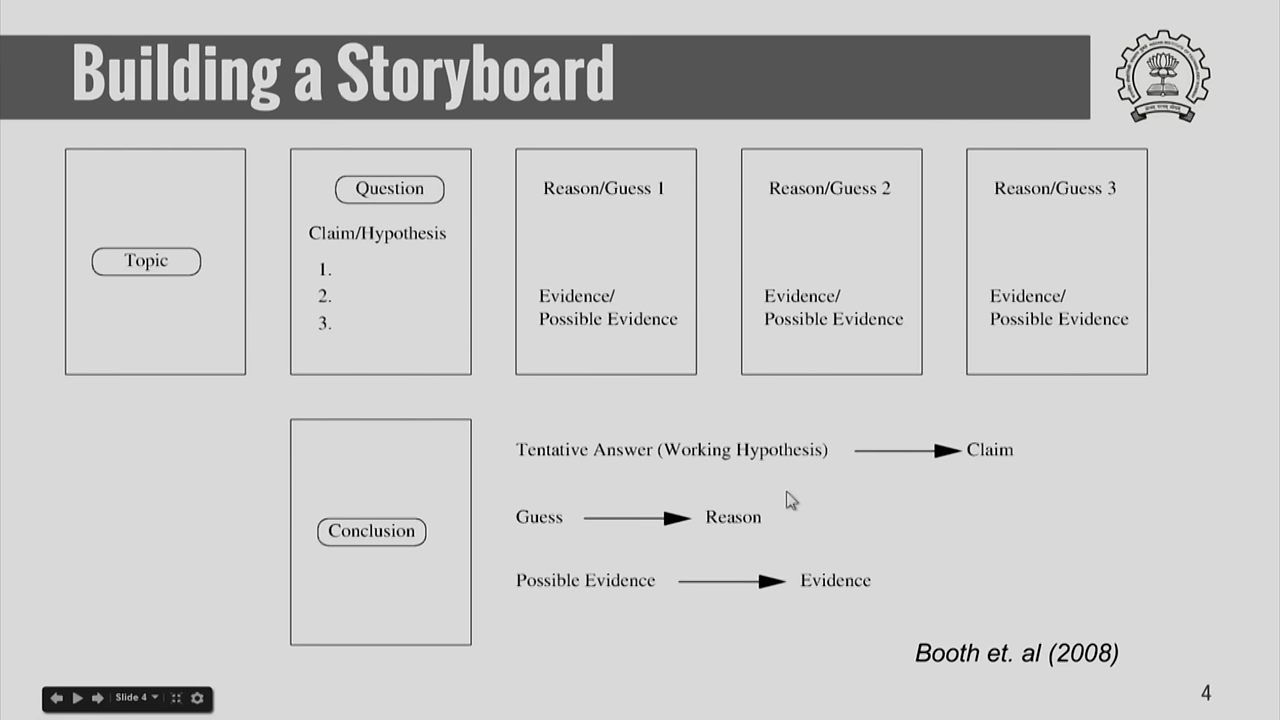 Building a Storyboard
Topic
Question
Claim/Hypothesis
1.
2.
3.
Reason/Guess 1
Evidence/
Possible Evidence
Reason/Guess 2
Evidence/
Possible Evidence
Reason/Guess 3
Evidence/
Possible Evidence
Conclusion
Tentative Answer (Working Hypothesis)
Claim
Guess
Reason
Possible Evidence
Evidence
Booth et. al (2008)
Slide 4
4